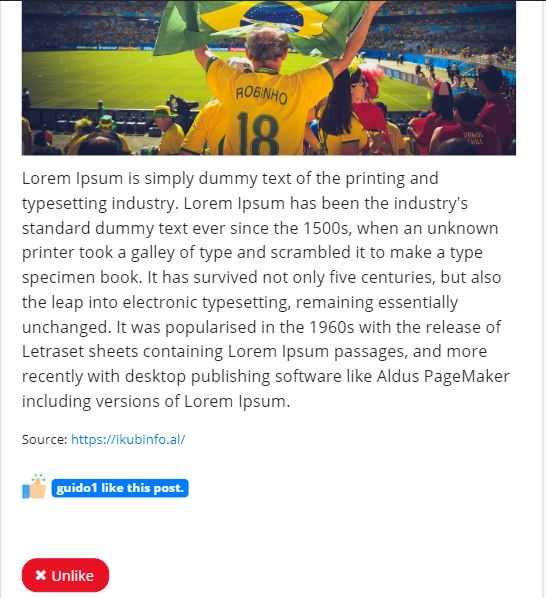 ROBINHO
18
Lorem Ipsum is simply dummy text of the printing and
typesetting industry. Lorem Ipsum has been the industry's
standard dummy text ever since the 1500s, when an unknown
printer took a galley of type and scrambled it to make a type
specimen book. It has survived not only five centuries, but also
the leap into electronic typesetting, remaining essentially
unchanged. It was popularised in the 1960s with the release of
Letraset sheets containing Lorem Ipsum passages, and more
recently with desktop publishing software like Aldus PageMaker
including versions of Lorem Ipsum.
Source: https://ikubinfo.al/
guido1 like this post.
✖ Unlike